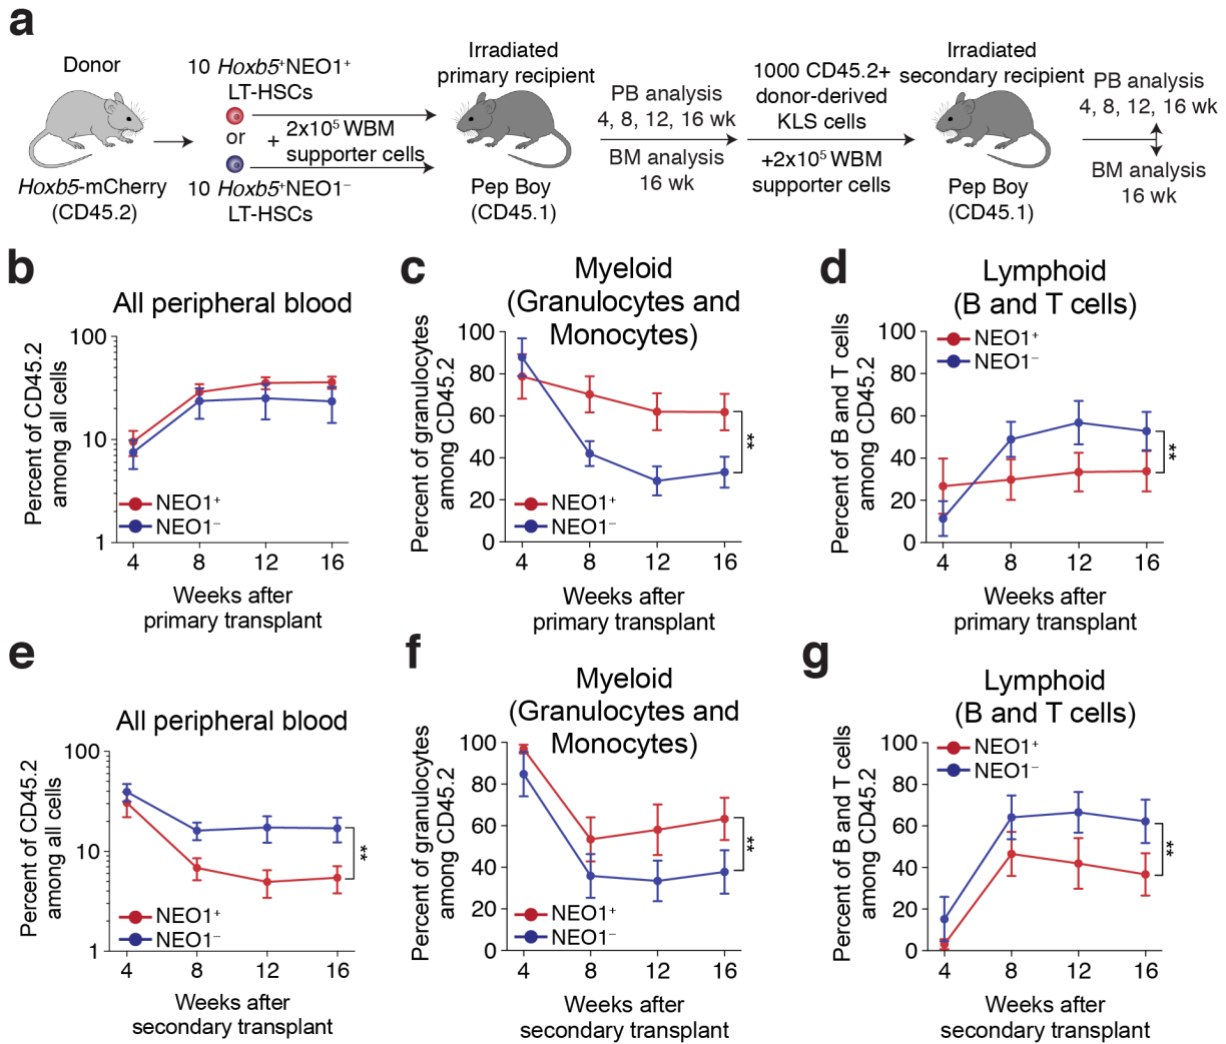 a
Donor
Hoxb5-mCherry
(CD45.2)
10 Hoxb5⁺NEO1⁺
LT-HSCs
or
10 Hoxb5⁺NEO1⁻
LT-HSCs
+ 2x10⁵ WBM
supporter cells
Irradiated
primary recipient
Pep Boy
(CD45.1)
PB analysis
4, 8, 12, 16 wk
BM analysis
16 wk
1000 CD45.2+
donor-derived
KLS cells
+2x10⁵ WBM
supporter cells
Irradiated
secondary recipient
Pep Boy
(CD45.1)
PB analysis
4, 8, 12, 16 wk
BM analysis
16 wk
b
All peripheral blood
Percent of CD45.2
among all cells
100
10
1
NEO1⁺
NEO1⁻
4 8 12 16
Weeks after
primary transplant
c
Myeloid
(Granulocytes and
Monocytes)
Percent of granulocytes
among CD45.2
100
80
60
40
20
0
NEO1⁺
NEO1⁻
**
4 8 12 16
Weeks after
primary transplant
d
Lymphoid
(B and T cells)
Percent of B and T cells
among CD45.2
100
80
60
40
20
0
NEO1⁺
NEO1⁻
**
4 8 12 16
Weeks after
primary transplant
e
All peripheral blood
Percent of CD45.2
among all cells
100
10
1
NEO1⁺
NEO1⁻
**
4 8 12 16
Weeks after
secondary transplant
f
Myeloid
(Granulocytes and
Monocytes)
Percent of granulocytes
among CD45.2
100
80
60
40
20
0
NEO1⁺
NEO1⁻
**
4 8 12 16
Weeks after
secondary transplant
g
Lymphoid
(B and T cells)
Percent of B and T cells
among CD45.2
100
80
60
40
20
0
NEO1⁺
NEO1⁻
**
4 8 12 16
Weeks after
secondary transplant